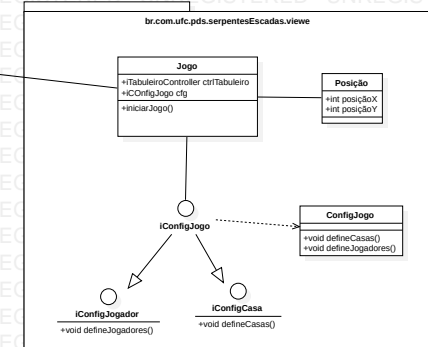 br.com.ufc.pds.serpentesEscadas.viewe
Jogo
+iTabuleiroController ctrlTabuleiro
+iCOnfigJogo cfg
+iniciarJogo()
Posição
+int posiçãoX
+int posiçãoY
iConfigJogo
ConfigJogo
+void defineCasas()
+void defineJogadores()
iConfigJogador
+void defineJogadores()
iConfigCasa
+void defineCasas()